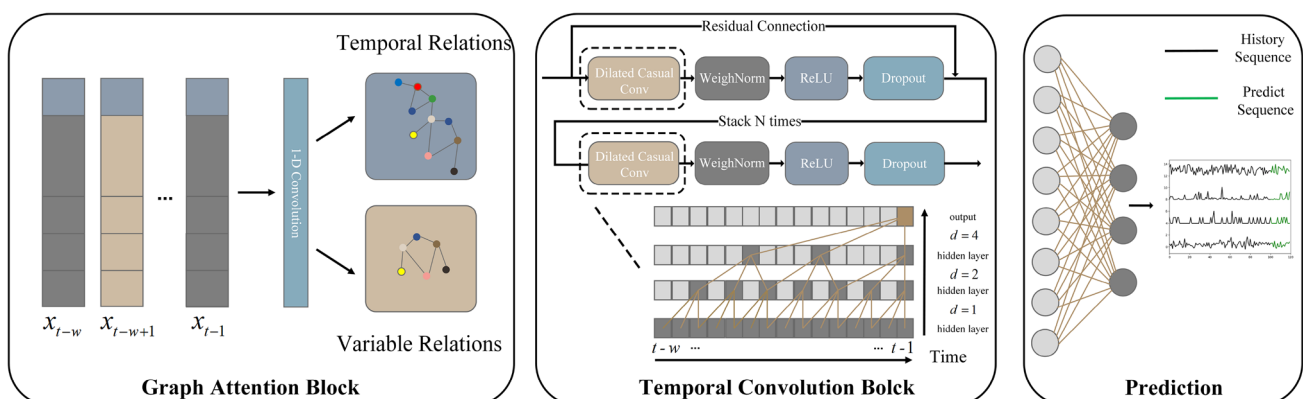 Temporal Relations
1-D Convolution
...
x_{t-w}
x_{t-w+1}
x_{t-1}
Variable Relations
Graph Attention Block
Residual Connection
Dilated Casual
Conv
WeighNorm
ReLU
Dropout
Stack N times
Dilated Casual
Conv
WeighNorm
ReLU
Dropout
output
d = 4
hidden layer
d = 2
hidden layer
d = 1
hidden layer
t - w ... ... t - 1
Time
Temporal Convolution Bolck
History
Sequence
Predict
Sequence
Prediction